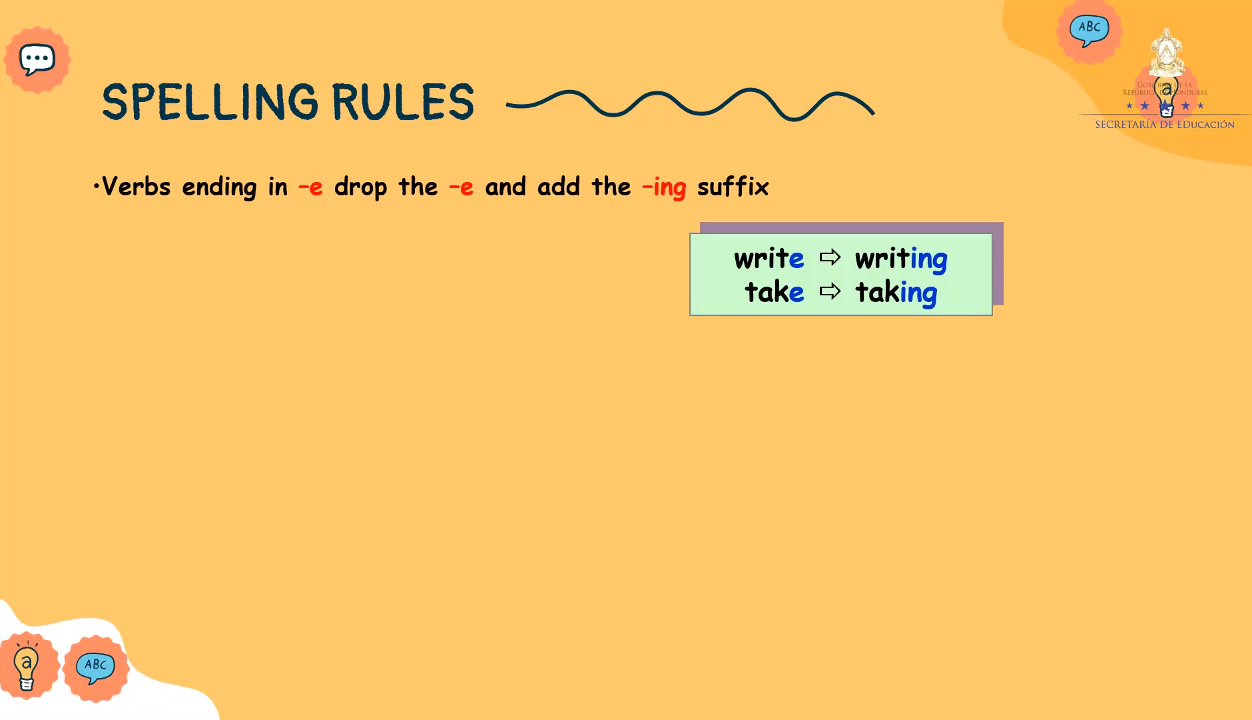 ABC
SPELLING RULES
•Verbs ending in –e drop the –e and add the –ing suffix
write ⇨ writing
take ⇨ taking
a
SECRETARÍA DE EDUCACIÓN
a
ABC